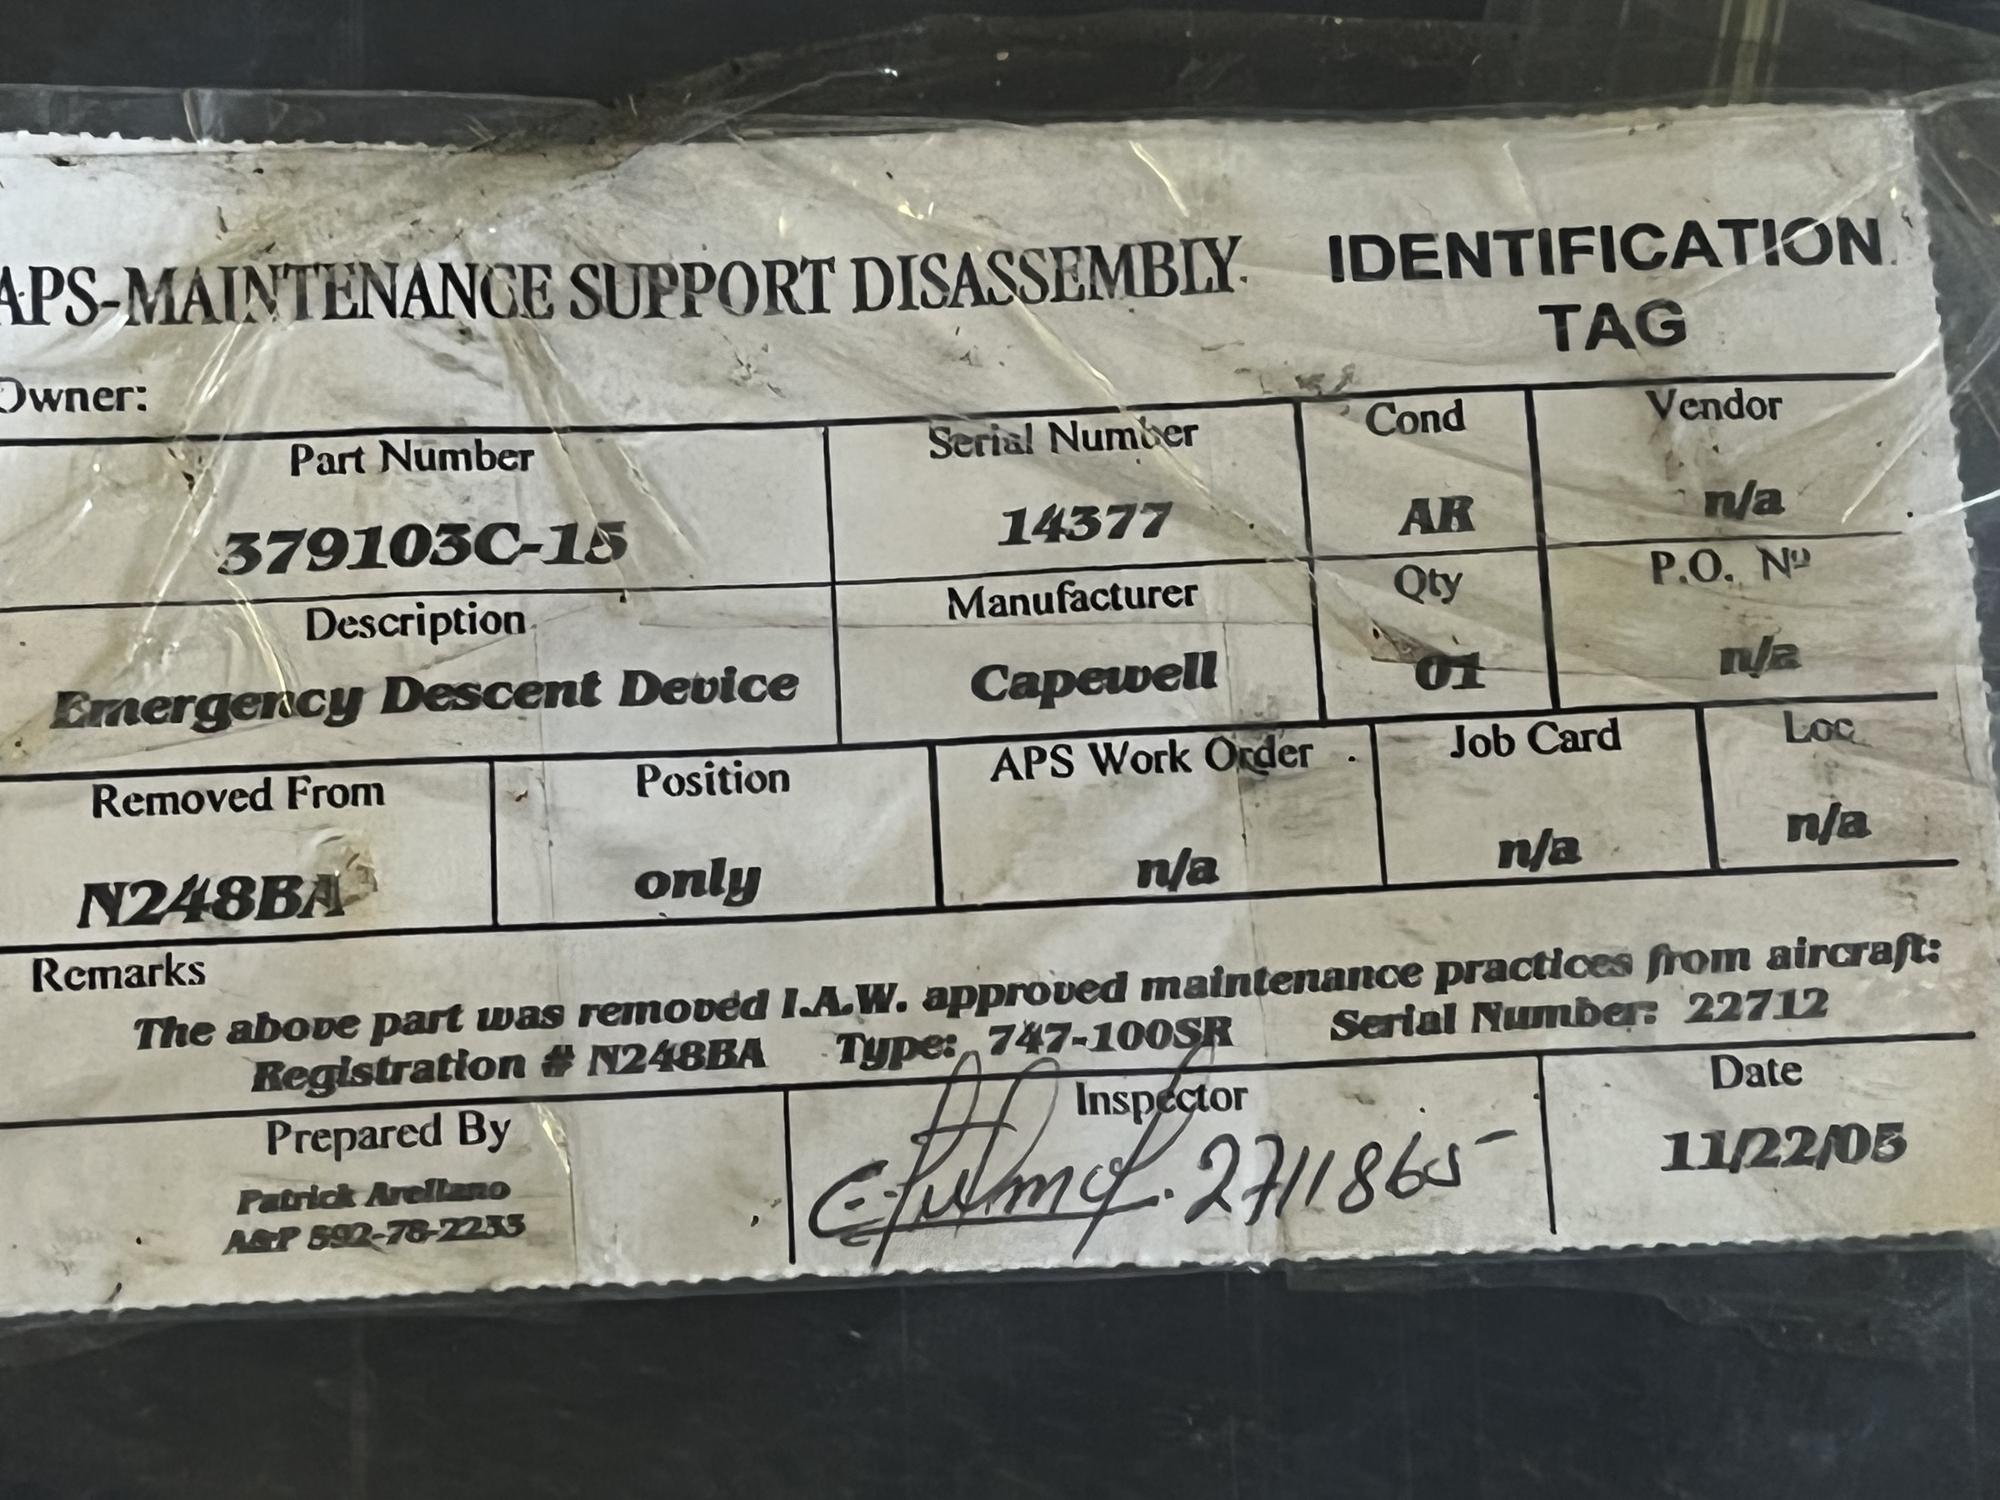 APS-MAINTENANCE SUPPORT DISASSEMBLY. IDENTIFICATION
TAG
Owner:
Part Number Serial Number Cond Vendor
379103C-15 14377 AR n/a
Description Manufacturer Qty P.O. Nº
Emergency Descent Device Capewell 01 n/a
Removed From Position APS Work Order Job Card Loc
N248BA only n/a n/a n/a
Remarks
The above part was removed I.A.W. approved maintenance practices from aircraft:
Registration # N248BA Type: 747-100SR Serial Number: 22712
Prepared By Inspector Date
Patrick Arellano 2711865 11/22/05
A&P 592-78-2233